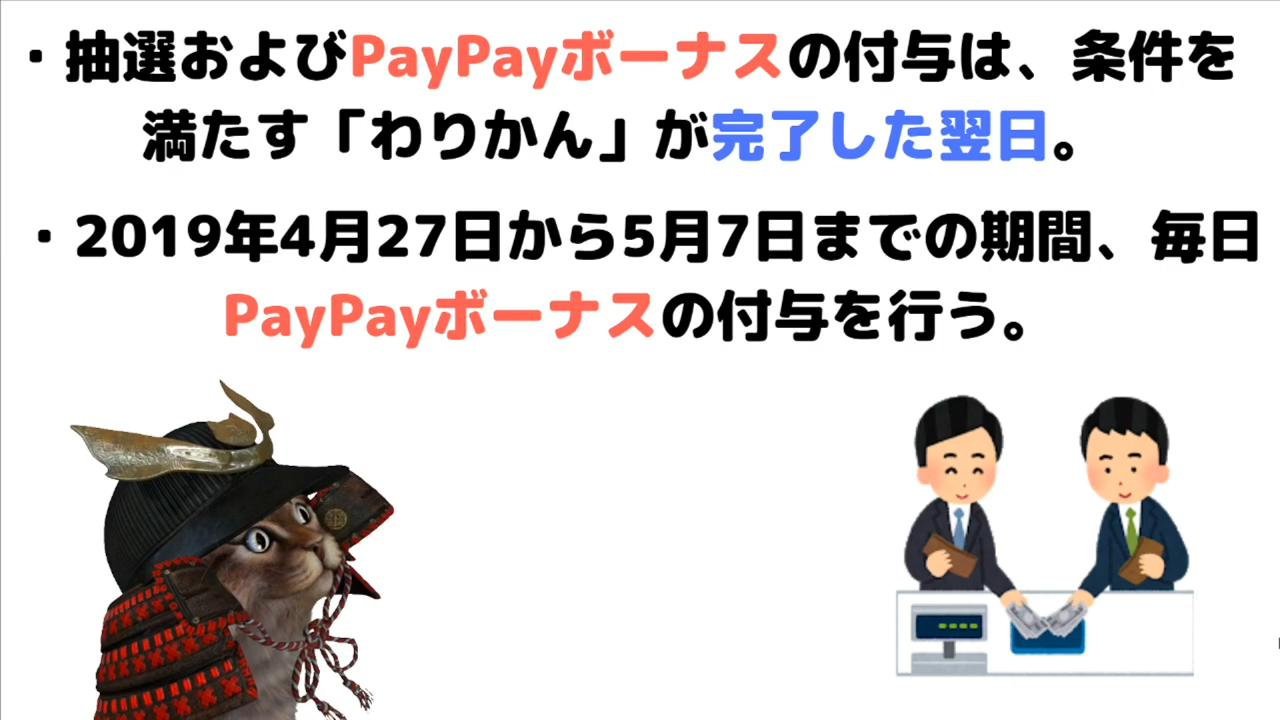 ・抽選およびPayPayボーナスの付与は、条件を
満たす「わりかん」が完了した翌日。
・2019年4月27日から5月7日までの期間、毎日
PayPayボーナスの付与を行う。